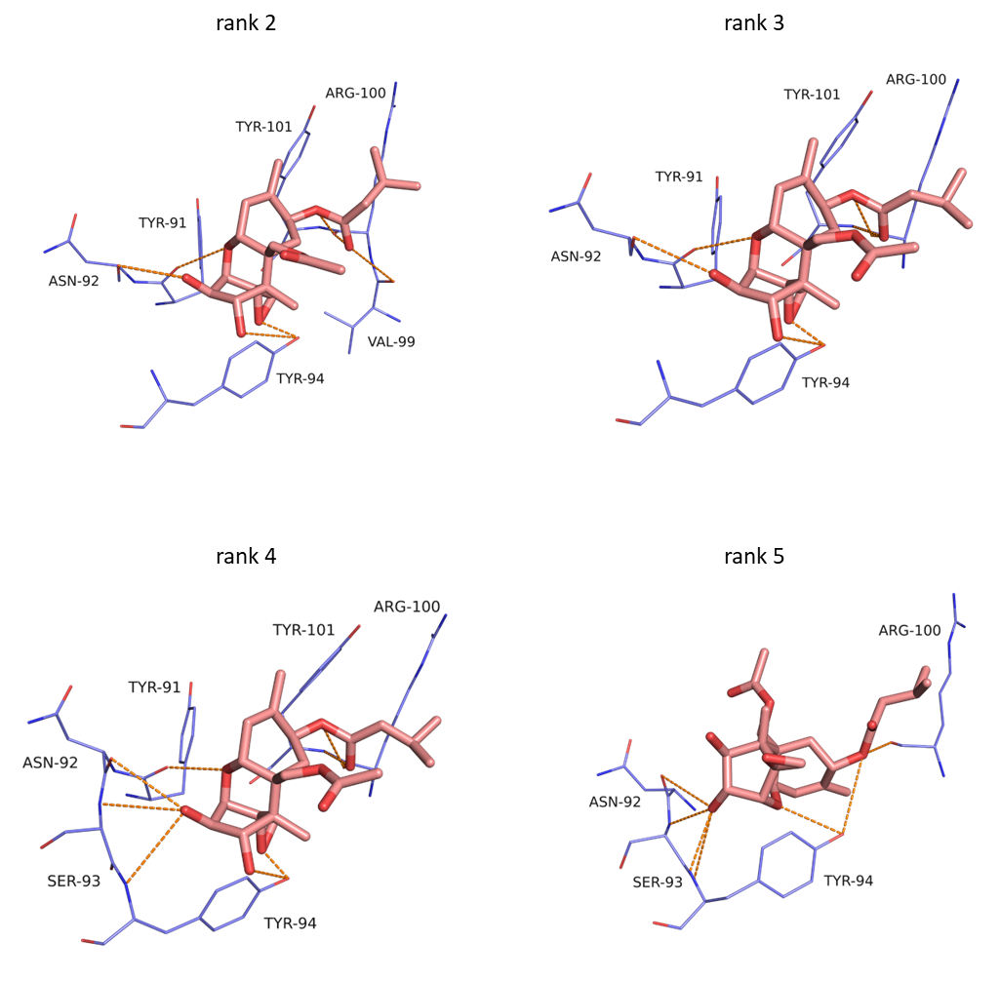 rank 2
rank 3
ARG-100
TYR-101
TYR-91
ASN-92
VAL-99
TYR-94
ARG-100
TYR-101
TYR-91
ASN-92
TYR-94
rank 4
rank 5
ARG-100
TYR-101
TYR-91
ASN-92
SER-93
TYR-94
ARG-100
ASN-92
SER-93
TYR-94